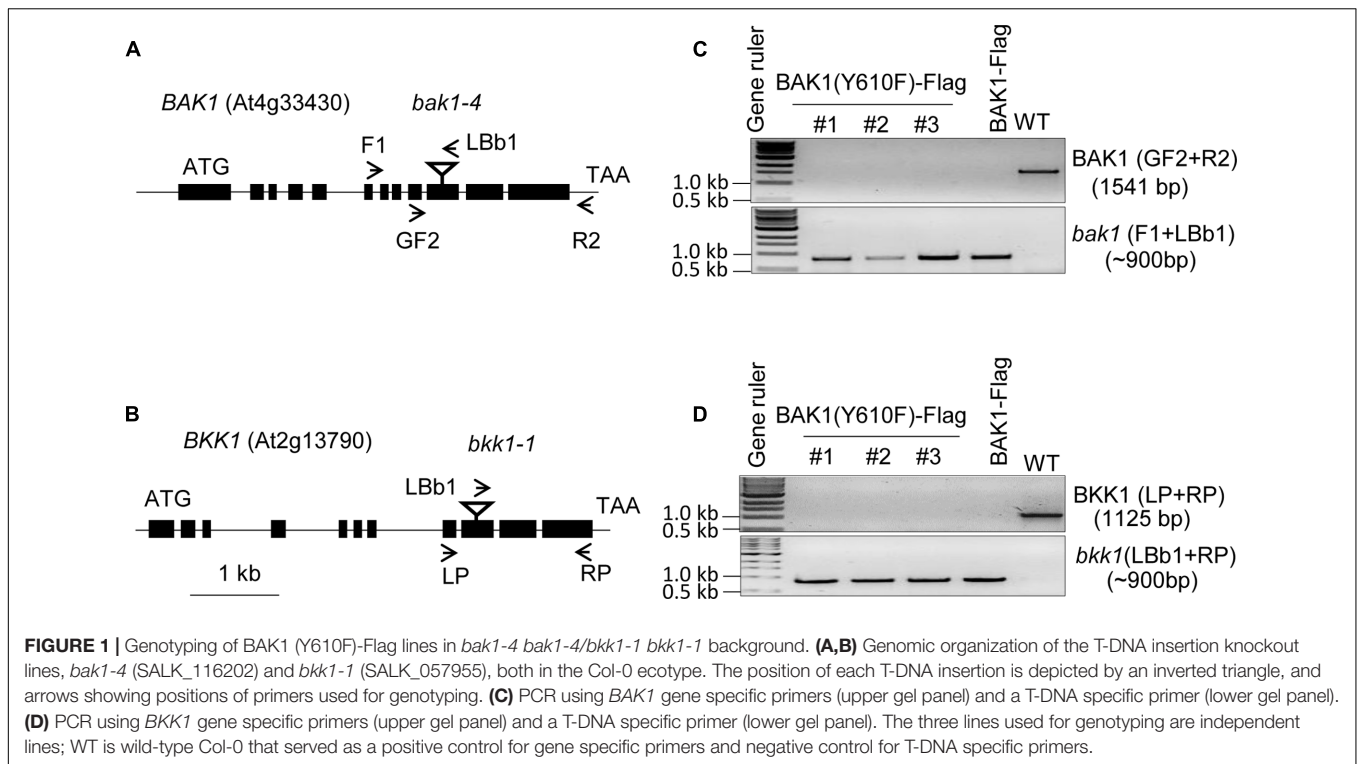 A
BAK1 (At4g33430)
bak1-4
F1
LBb1
ATG
TAA
GF2
R2
C
Gene ruler
BAK1(Y610F)-Flag
BAK1-Flag
WT
#1 #2 #3
1.0 kb
0.5 kb
BAK1 (GF2+R2)
(1541 bp)
1.0 kb
0.5 kb
bak1 (F1+LBb1)
(~900bp)
B
BKK1 (At2g13790)
bkk1-1
LBb1
ATG
TAA
LP
RP
1 kb
D
Gene ruler
BAK1(Y610F)-Flag
BAK1-Flag
WT
#1 #2 #3
1.0 kb
0.5 kb
BKK1 (LP+RP)
(1125 bp)
1.0 kb
0.5 kb
bkk1(LBb1+RP)
(~900bp)
FIGURE 1 | Genotyping of BAK1 (Y610F)-Flag lines in bak1-4 bak1-4/bkk1-1 bkk1-1 background. (A,B) Genomic organization of the T-DNA insertion knockout
lines, bak1-4 (SALK_116202) and bkk1-1 (SALK_057955), both in the Col-0 ecotype. The position of each T-DNA insertion is depicted by an inverted triangle, and
arrows showing positions of primers used for genotyping. (C) PCR using BAK1 gene specific primers (upper gel panel) and a T-DNA specific primer (lower gel panel).
(D) PCR using BKK1 gene specific primers (upper gel panel) and a T-DNA specific primer (lower gel panel). The three lines used for genotyping are independent
lines; WT is wild-type Col-0 that served as a positive control for gene specific primers and negative control for T-DNA specific primers.